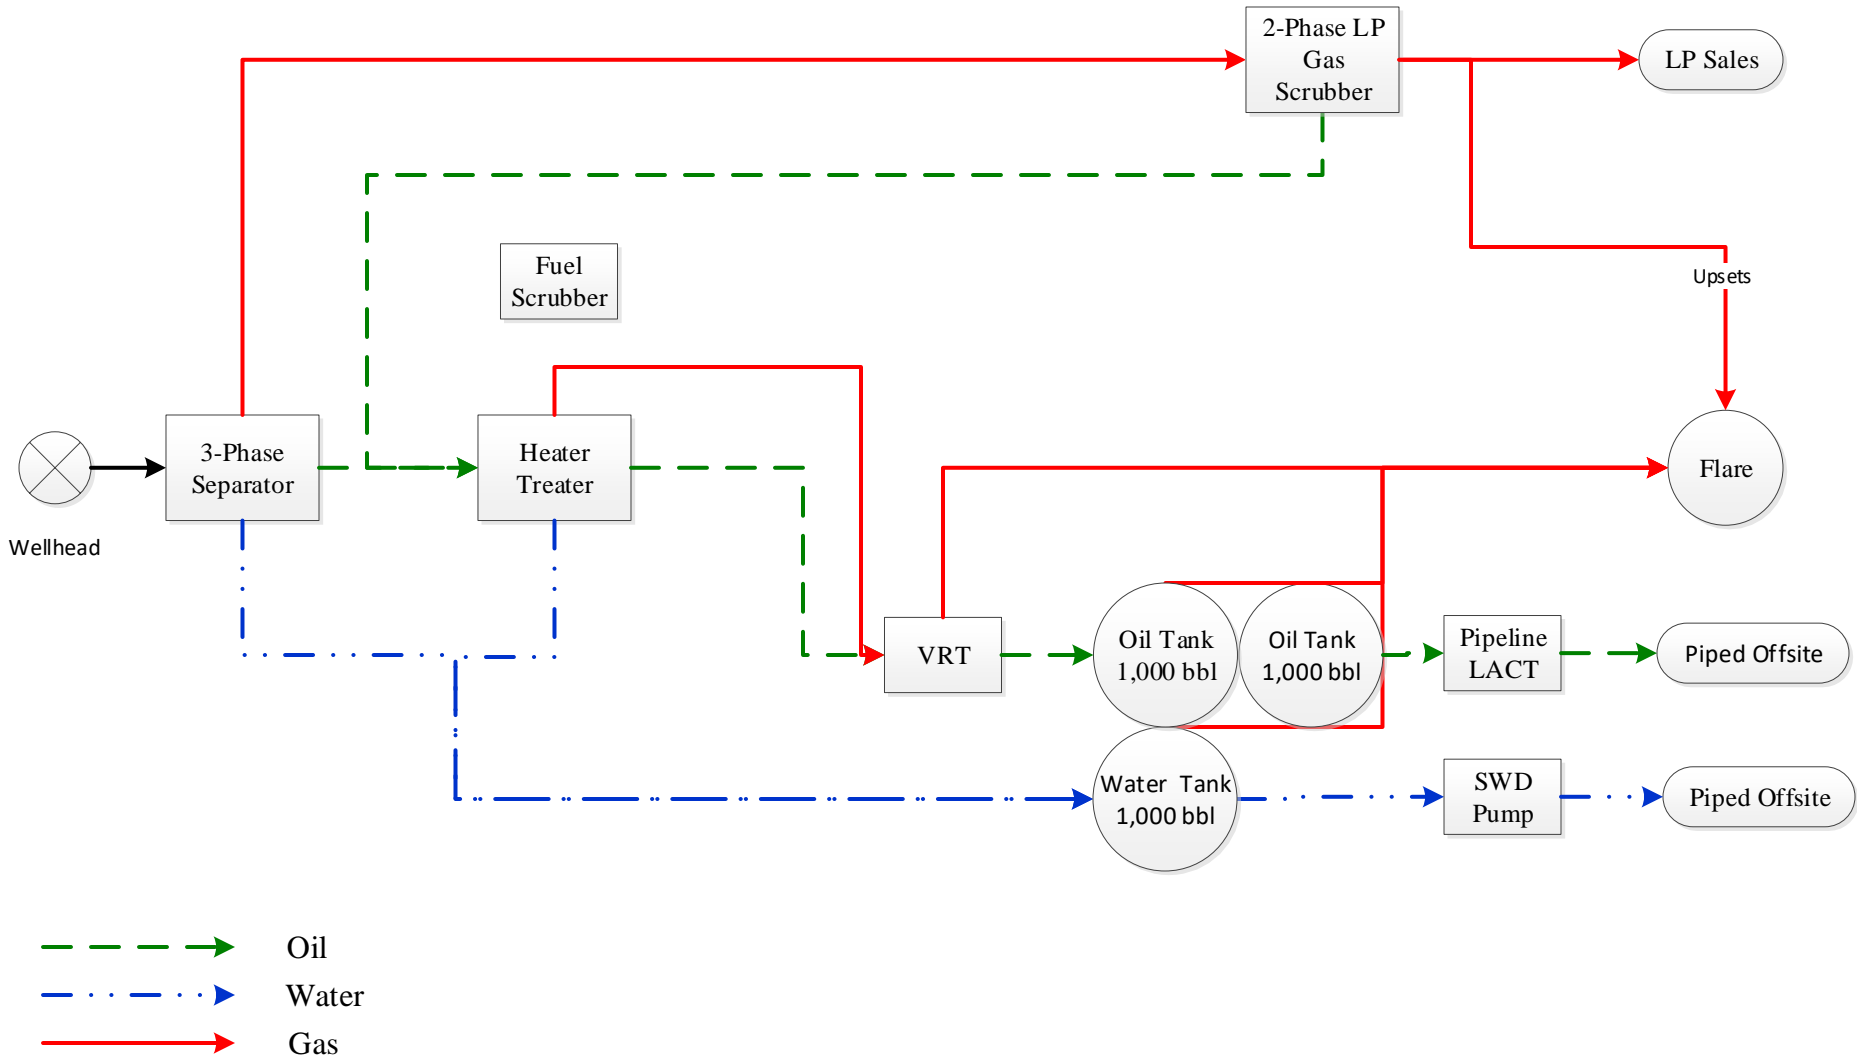 2-Phase LP
Gas
Scrubber
LP Sales
Fuel
Scrubber
Upsets
3-Phase
Separator
Heater
Treater
Flare
Wellhead
VRT
Oil Tank
1,000 bbl
Oil Tank
1,000 bbl
Pipeline
LACT
Piped Offsite
Water Tank
1,000 bbl
SWD
Pump
Piped Offsite
Oil
Water
Gas